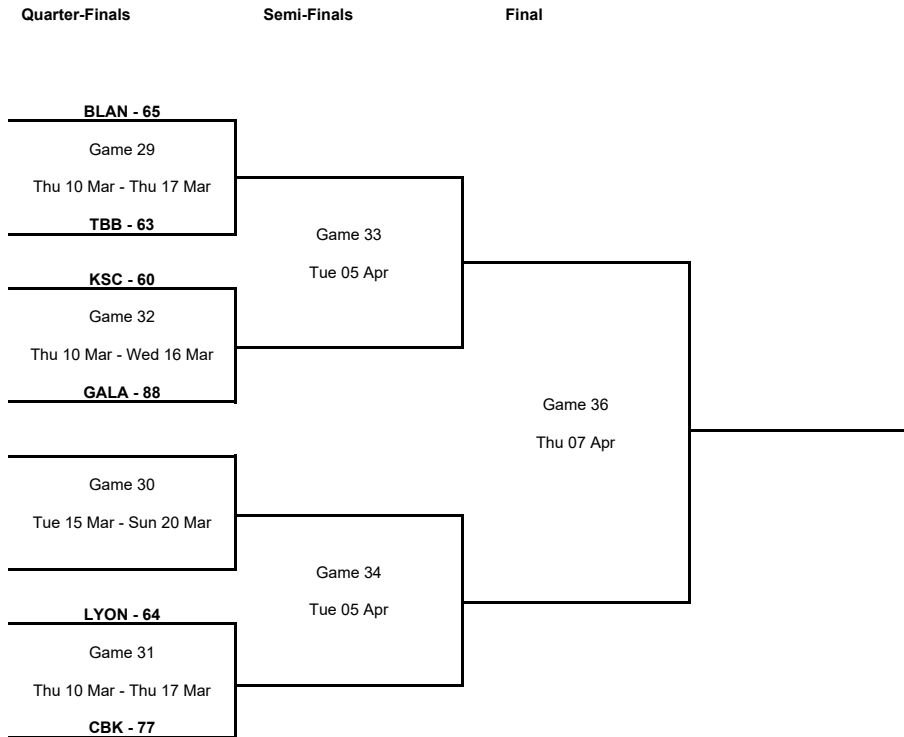 Quarter-Finals Semi-Finals Final
BLAN - 65
Game 29
Thu 10 Mar - Thu 17 Mar
TBB - 63
Game 33
Tue 05 Apr
KSC - 60
Game 32
Thu 10 Mar - Wed 16 Mar
GALA - 88
Game 36
Thu 07 Apr
Game 30
Tue 15 Mar - Sun 20 Mar
Game 34
Tue 05 Apr
LYON - 64
Game 31
Thu 10 Mar - Thu 17 Mar
CBK - 77